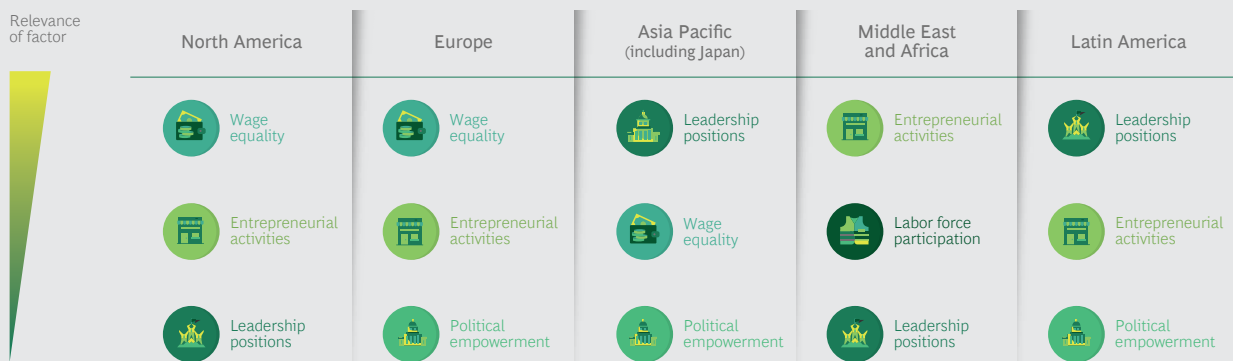 Relevance
of factor
North America
Europe
Asia Pacific
(including Japan)
Middle East
and Africa
Latin America
Wage
equality
Wage
equality
Leadership
positions
Entrepreneurial
activities
Leadership
positions
Entrepreneurial
activities
Entrepreneurial
activities
Wage
equality
Labor force
participation
Entrepreneurial
activities
Leadership
positions
Political
empowerment
Political
empowerment
Leadership
positions
Political
empowerment